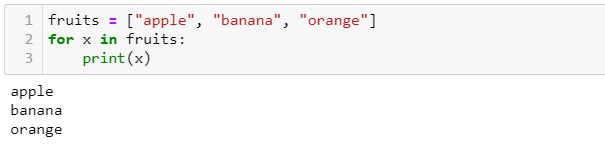 1 fruits = ["apple", "banana", "orange"]
2 for x in fruits:
3     print(x)
apple
banana
orange